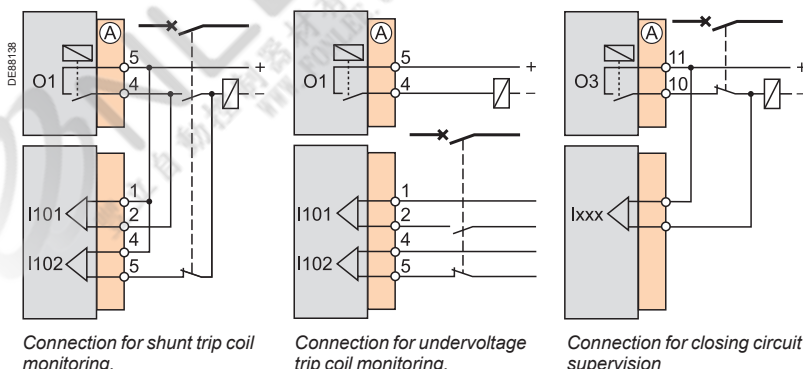 DE88138
A
5
O1
4
+
-
I101
1
2
I102
4
5
Connection for shunt trip coil
monitoring.
A
5
O1
4
+
-
I101
1
2
I102
4
5
Connection for undervoltage
trip coil monitoring.
A
11
O3
10
+
-
Ixxx
Connection for closing circuit
supervision